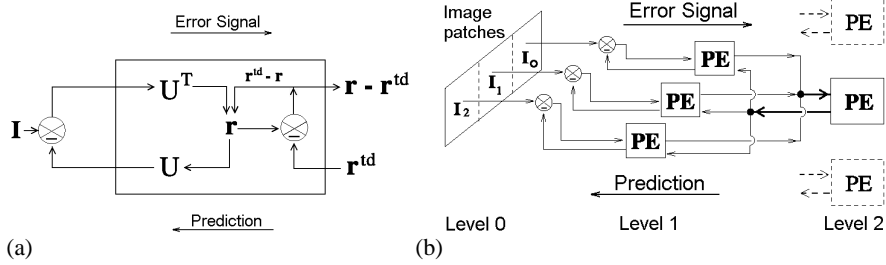 Error Signal
I
U^T
r^td - r
r - r^td
r
U
r^td
Prediction
(a)
Image
patches
Error Signal
I_0
I_1
I_2
PE
PE
PE
PE
PE
PE
Prediction
Level 0
Level 1
Level 2
(b)